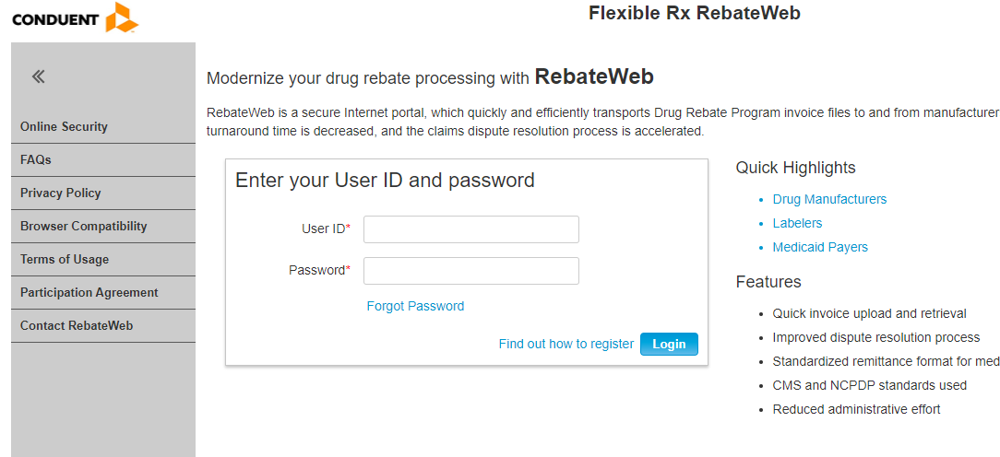 CONDUENT
Flexible Rx RebateWeb
Online Security
FAQs
Privacy Policy
Browser Compatibility
Terms of Usage
Participation Agreement
Contact RebateWeb
Modernize your drug rebate processing with RebateWeb
RebateWeb is a secure Internet portal, which quickly and efficiently transports Drug Rebate Program invoice files to and from manufacturer
turnaround time is decreased, and the claims dispute resolution process is accelerated.
Enter your User ID and password
User ID*
Password*
Forgot Password
Find out how to register Login
Quick Highlights
• Drug Manufacturers
• Labelers
• Medicaid Payers
Features
• Quick invoice upload and retrieval
• Improved dispute resolution process
• Standardized remittance format for med
• CMS and NCPDP standards used
• Reduced administrative effort